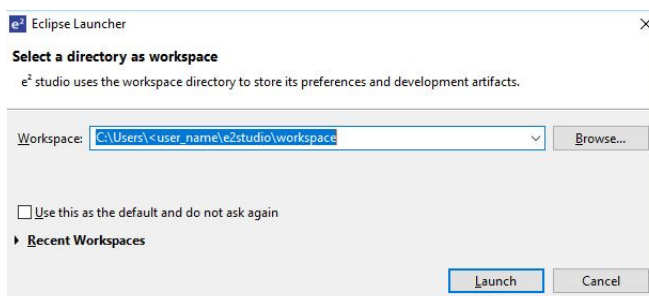 e² Eclipse Launcher
Select a directory as workspace
e² studio uses the workspace directory to store its preferences and development artifacts.
Workspace: C:\Users\<user_name\e2studio\workspace Browse...
Use this as the default and do not ask again
Recent Workspaces
Launch Cancel